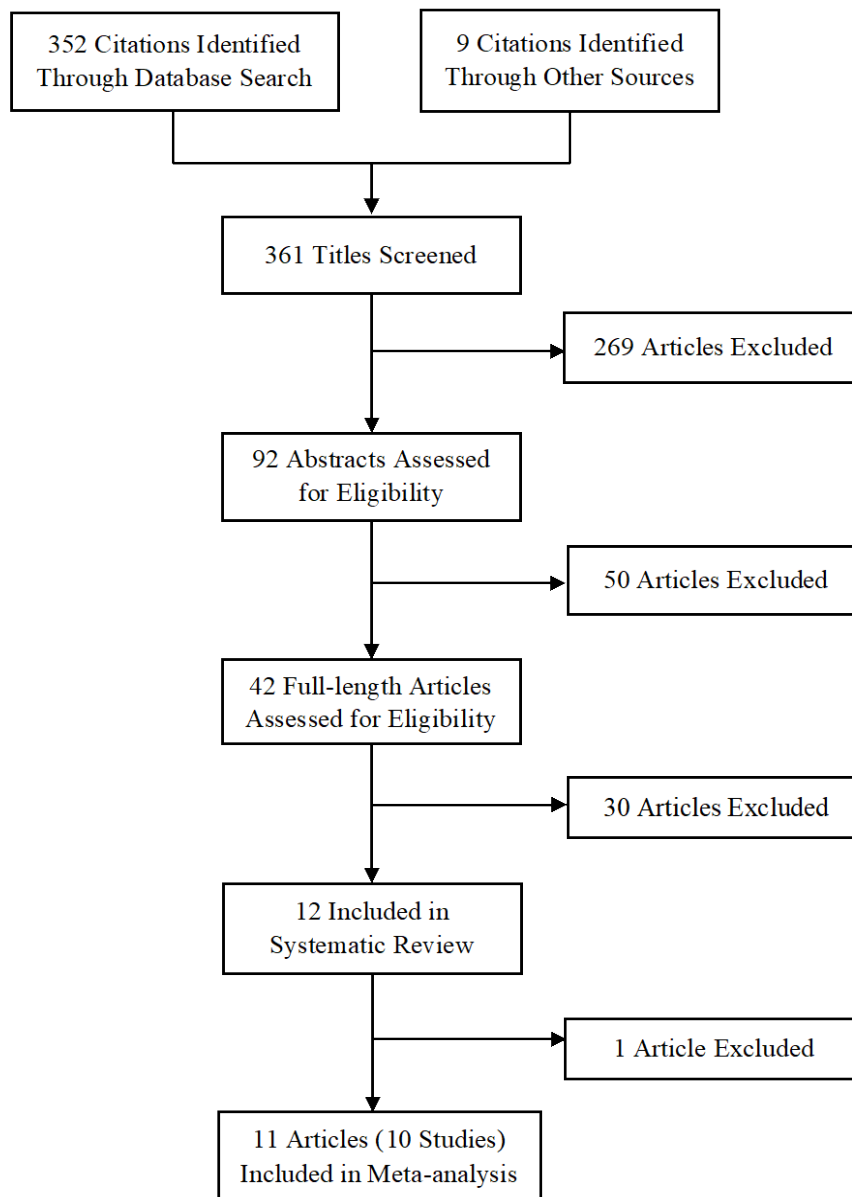 352 Citations Identified
Through Database Search
9 Citations Identified
Through Other Sources
361 Titles Screened
269 Articles Excluded
92 Abstracts Assessed
for Eligibility
50 Articles Excluded
42 Full-length Articles
Assessed for Eligibility
30 Articles Excluded
12 Included in
Systematic Review
1 Article Excluded
11 Articles (10 Studies)
Included in Meta-analysis